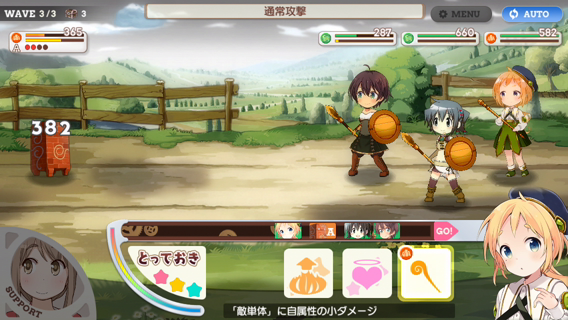 WAVE 3/3 3
通常攻撃
MENU
AUTO
365
A
287
660
582
382
A
GO!
とっておき
SUPPORT
「敵単体」に自属性の小ダメージ